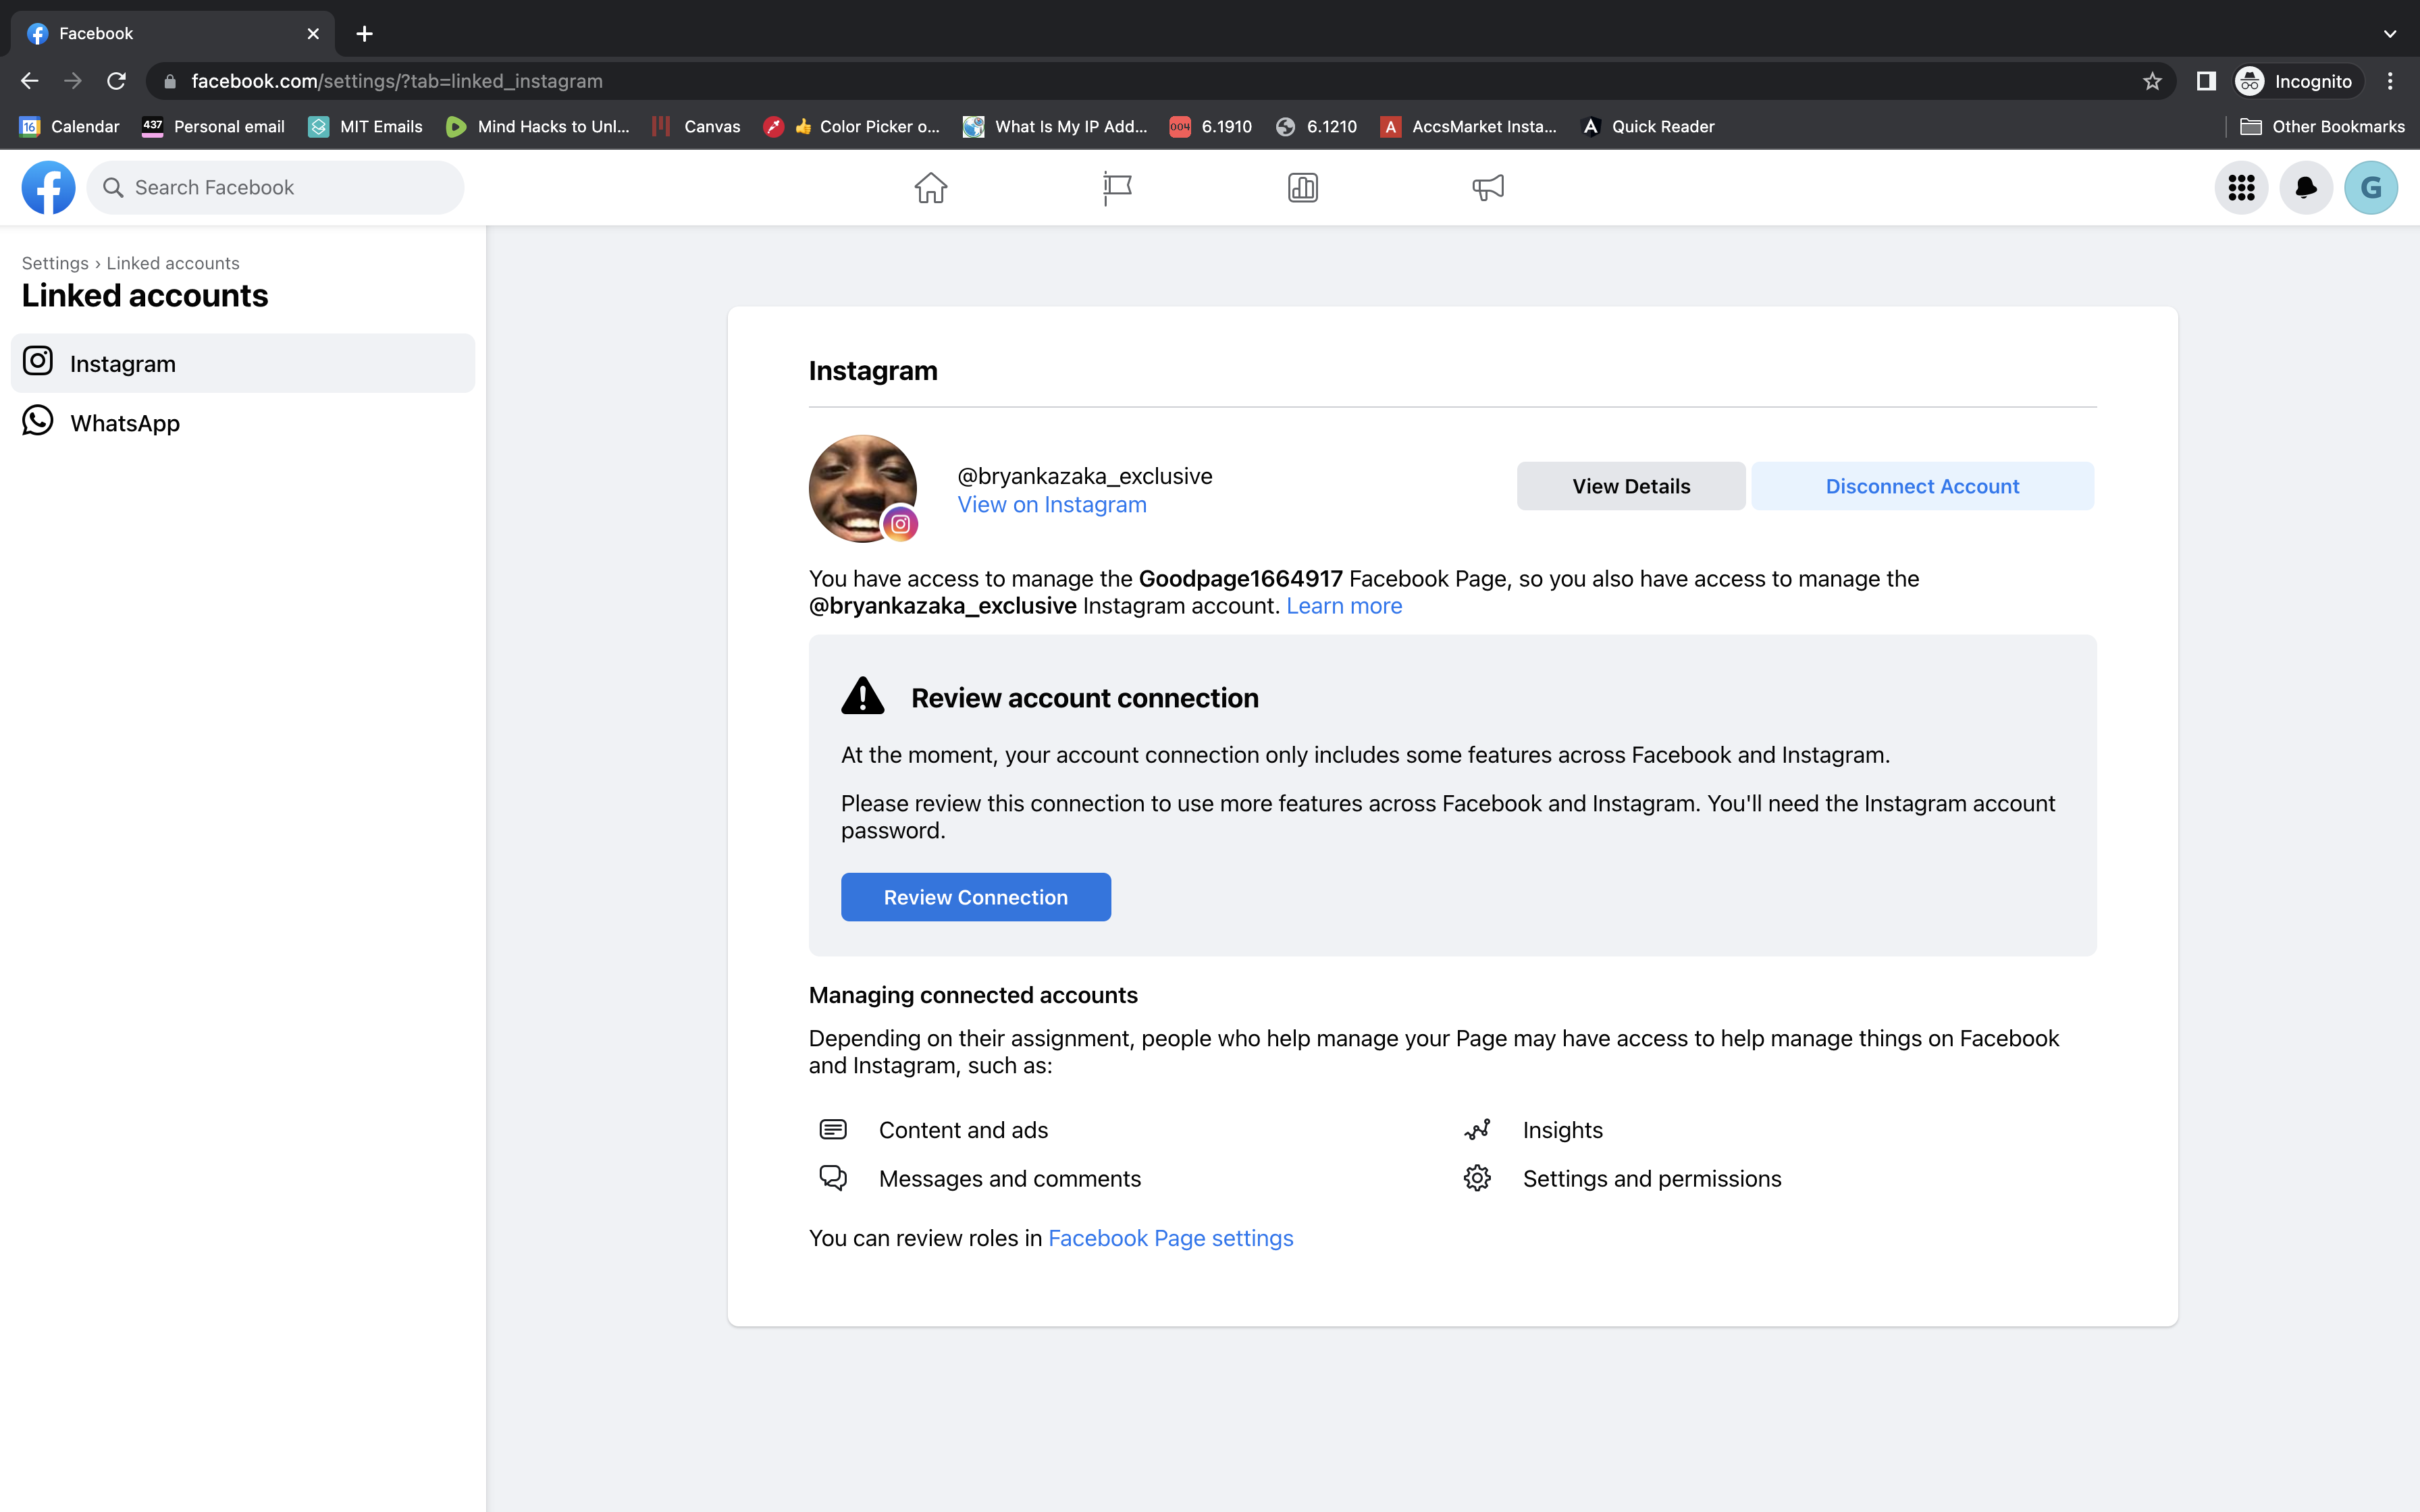 Facebook
facebook.com/settings/?tab=linked_instagram
Incognito
16 Calendar
437 Personal email
MIT Emails
Mind Hacks to Unl...
Canvas
👍 Color Picker o...
What Is My IP Add...
004 6.1910
6.1210
A AccsMarket Insta...
Quick Reader
Other Bookmarks
Search Facebook
G
Settings › Linked accounts
Linked accounts
Instagram
WhatsApp
Instagram
@bryankazaka_exclusive
View on Instagram
View Details
Disconnect Account
You have access to manage the Goodpage1664917 Facebook Page, so you also have access to manage the
@bryankazaka_exclusive Instagram account. Learn more
Review account connection
At the moment, your account connection only includes some features across Facebook and Instagram.
Please review this connection to use more features across Facebook and Instagram. You'll need the Instagram account
password.
Review Connection
Managing connected accounts
Depending on their assignment, people who help manage your Page may have access to help manage things on Facebook
and Instagram, such as:
Content and ads
Insights
Messages and comments
Settings and permissions
You can review roles in Facebook Page settings